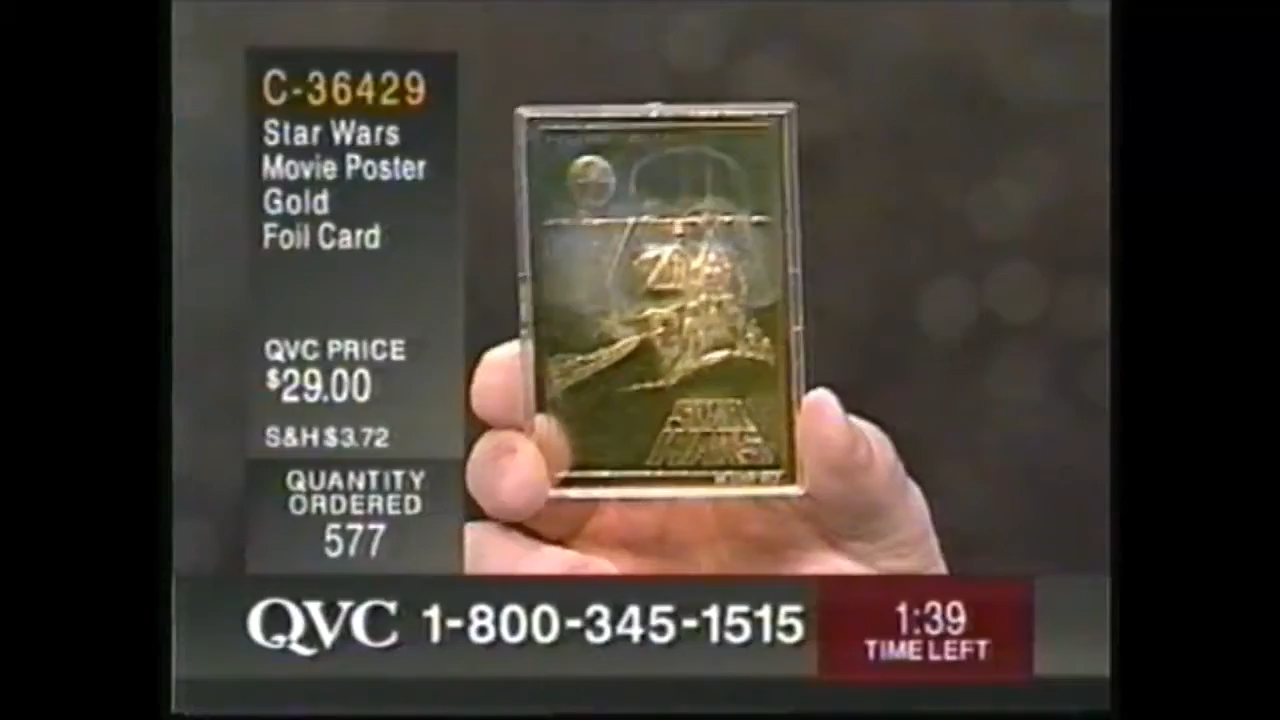 C-36429
Star Wars
Movie Poster
Gold
Foil Card
QVC PRICE
$29.00
S&H $3.72
QUANTITY
ORDERED
577
STAR
WARS
QVC 1-800-345-1515
1:39
TIME LEFT